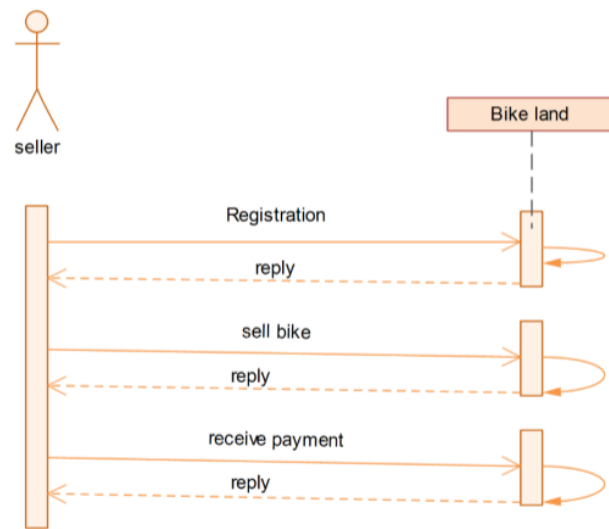 Bike land
seller
Registration
reply
sell bike
reply
receive payment
reply